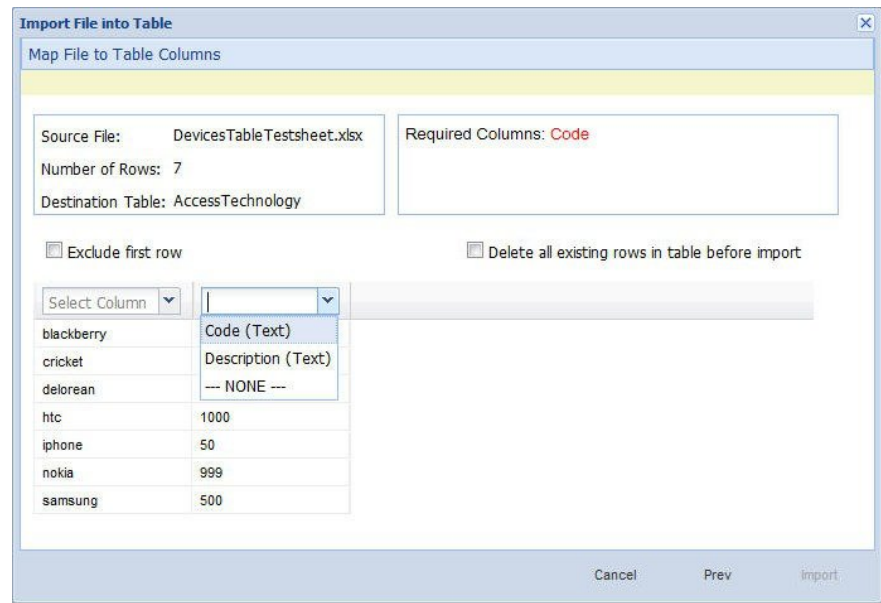 Import File into Table
Map File to Table Columns
Source File: DevicesTableTestsheet.xlsx
Number of Rows: 7
Destination Table: AccessTechnology
Required Columns: Code
Exclude first row
Delete all existing rows in table before import
Select Column
Code (Text)
Description (Text)
--- NONE ---
blackberry
cricket
delorean
htc 1000
iphone 50
nokia 999
samsung 500
Cancel Prev Import